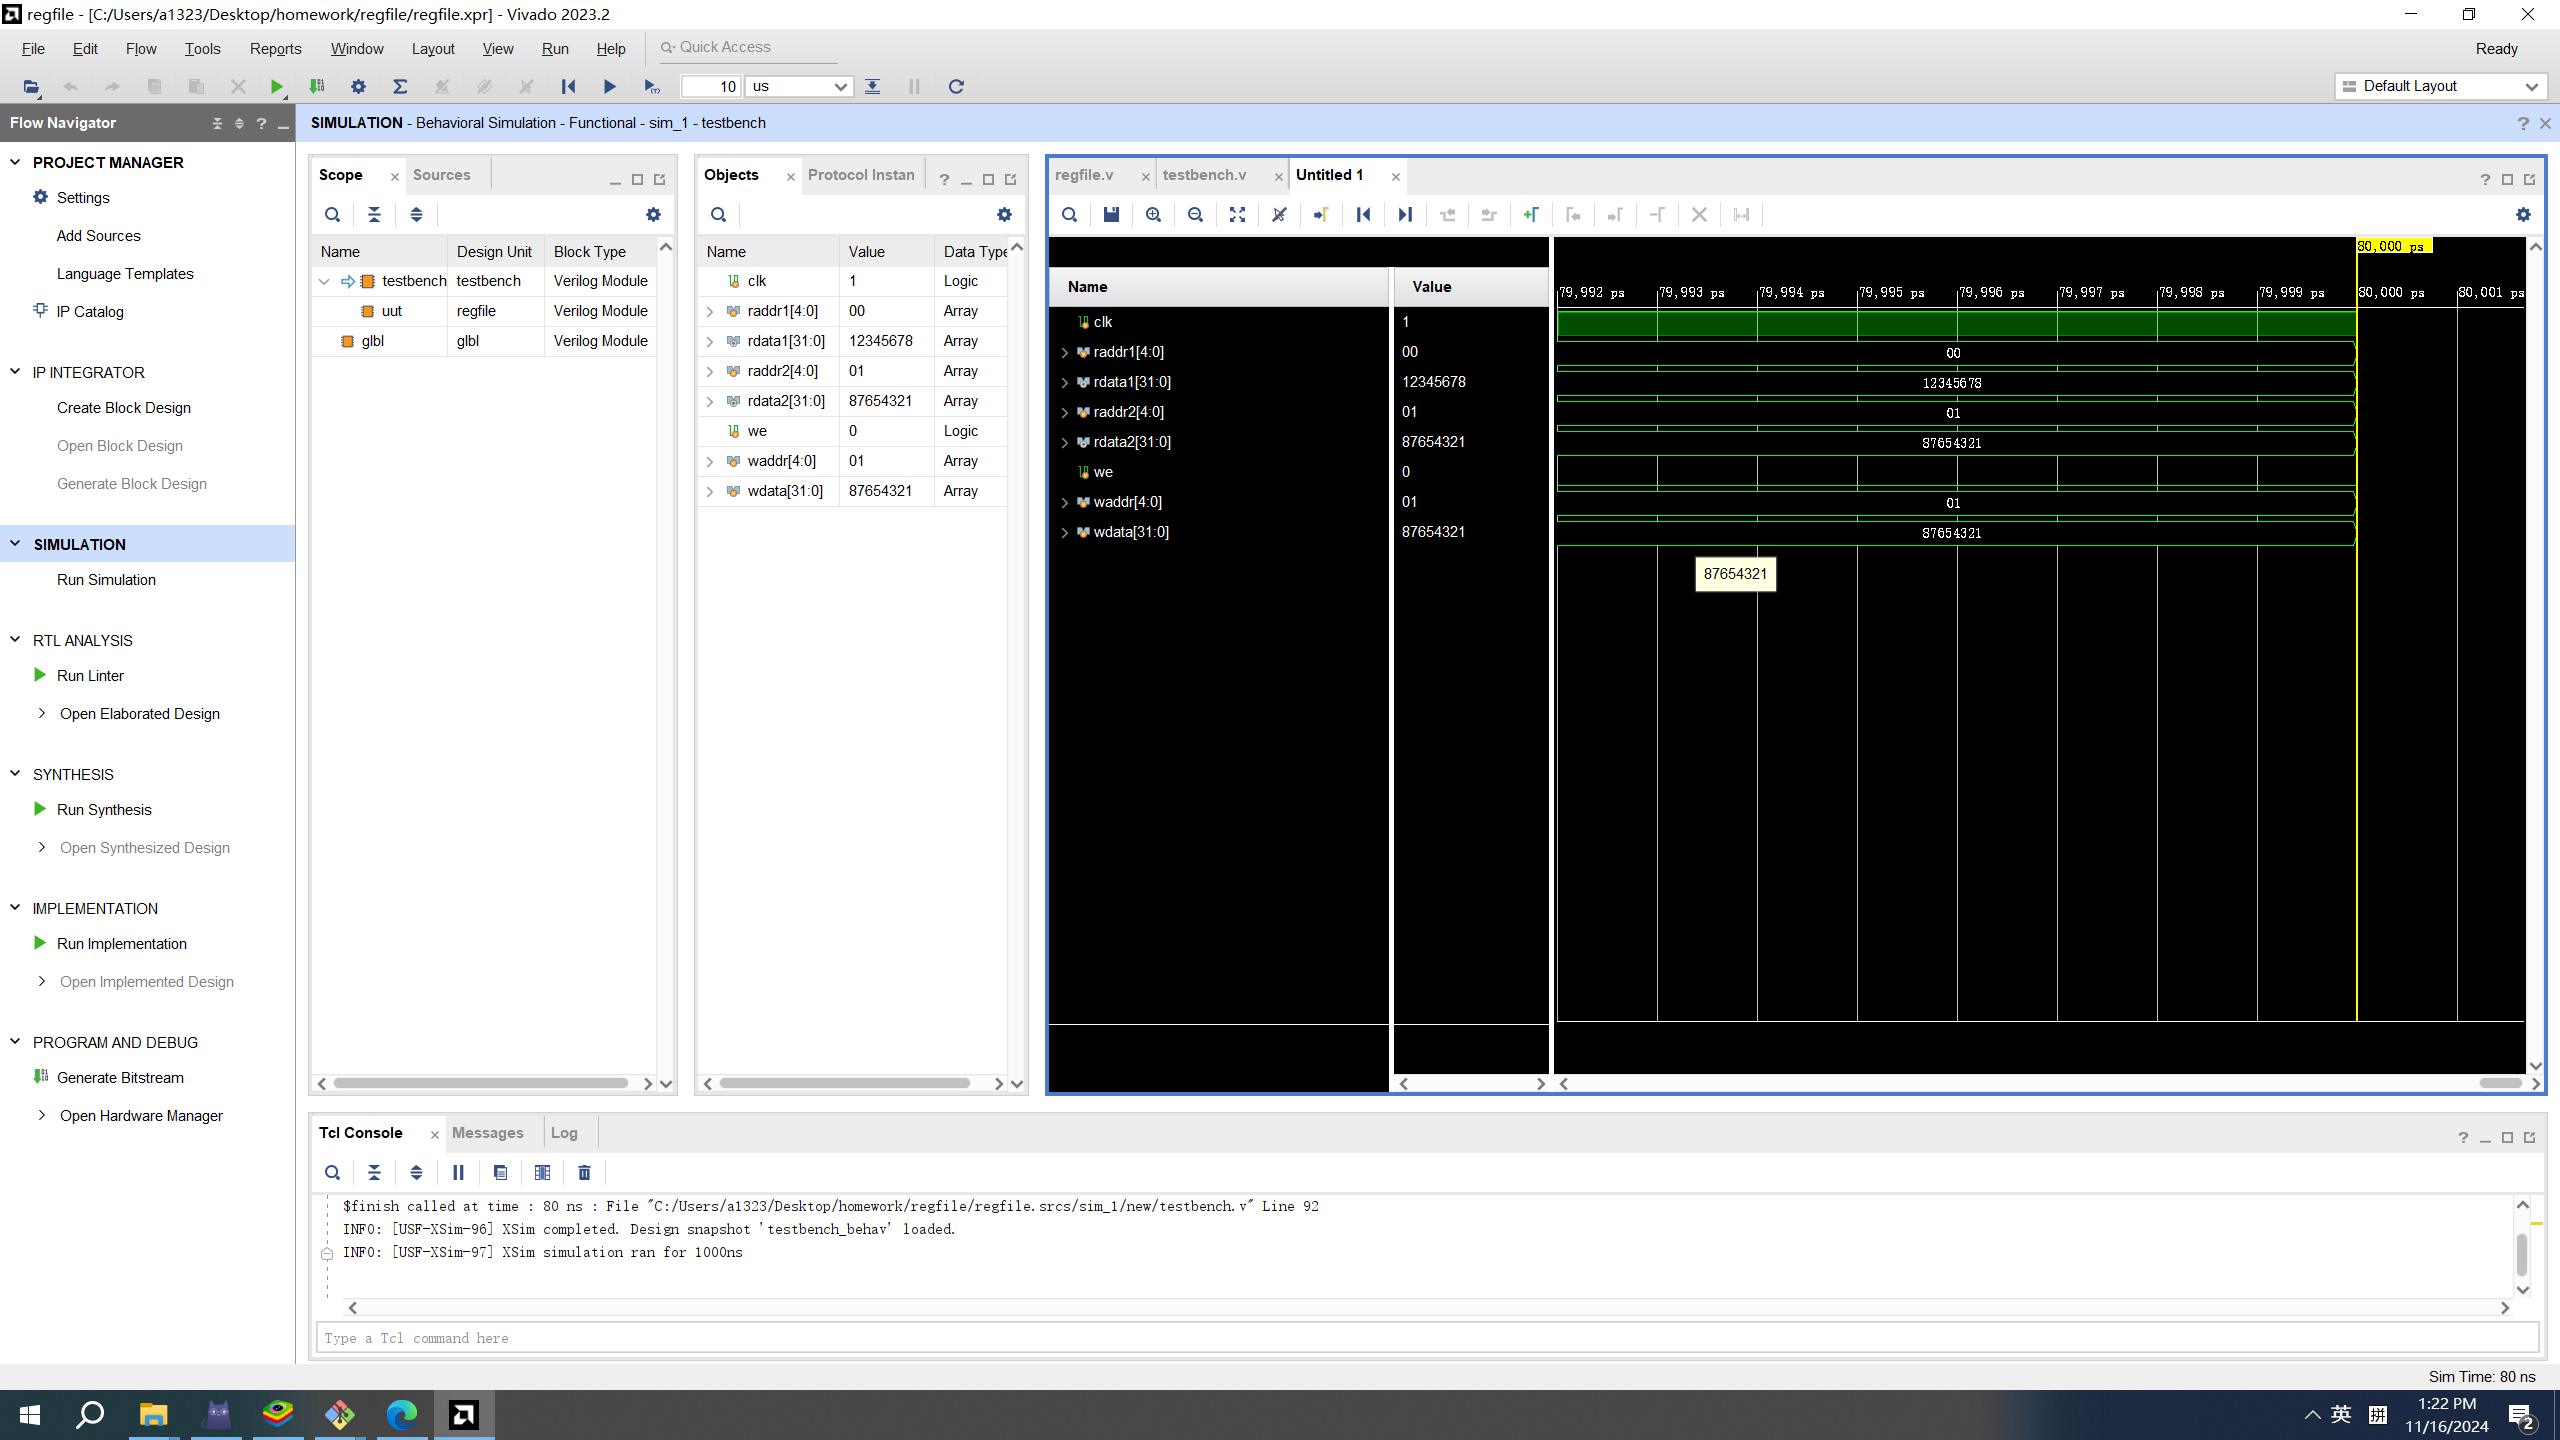 regfile - [C:/Users/a1323/Desktop/homework/regfile/regfile.xpr] - Vivado 2023.2
File Edit Flow Tools Reports Window Layout View Run Help Quick Access Ready
10 us Default Layout
Flow Navigator ?
SIMULATION - Behavioral Simulation - Functional - sim_1 - testbench
PROJECT MANAGER
Settings
Add Sources
Language Templates
IP Catalog
IP INTEGRATOR
Create Block Design
Open Block Design
Generate Block Design
SIMULATION
Run Simulation
RTL ANALYSIS
Run Linter
Open Elaborated Design
SYNTHESIS
Run Synthesis
Open Synthesized Design
IMPLEMENTATION
Run Implementation
Open Implemented Design
PROGRAM AND DEBUG
Generate Bitstream
Open Hardware Manager
Scope Sources
Name Design Unit Block Type
testbench testbench Verilog Module
uut regfile Verilog Module
glbl glbl Verilog Module
Objects Protocol Instan
Name Value Data Type
clk 1 Logic
raddr1[4:0] 00 Array
rdata1[31:0] 12345678 Array
raddr2[4:0] 01 Array
rdata2[31:0] 87654321 Array
we 0 Logic
waddr[4:0] 01 Array
wdata[31:0] 87654321 Array
regfile.v testbench.v Untitled 1
80,000 ps
Name Value
79,992 ps 79,993 ps 79,994 ps 79,995 ps 79,996 ps 79,997 ps 79,998 ps 79,999 ps 80,000 ps 80,001 ps
clk 1
raddr1[4:0] 00 00
rdata1[31:0] 12345678 12345678
raddr2[4:0] 01 01
rdata2[31:0] 87654321 87654321
we 0
waddr[4:0] 01 01
wdata[31:0] 87654321 87654321
87654321
Tcl Console Messages Log
$finish called at time : 80 ns : File "C:/Users/a1323/Desktop/homework/regfile/regfile.srcs/sim_1/new/testbench.v" Line 92
INFO: [USF-XSim-96] XSim completed. Design snapshot 'testbench_behav' loaded.
INFO: [USF-XSim-97] XSim simulation ran for 1000ns
Type a Tcl command here
Sim Time: 80 ns
英 拼 1:22 PM
11/16/2024 2